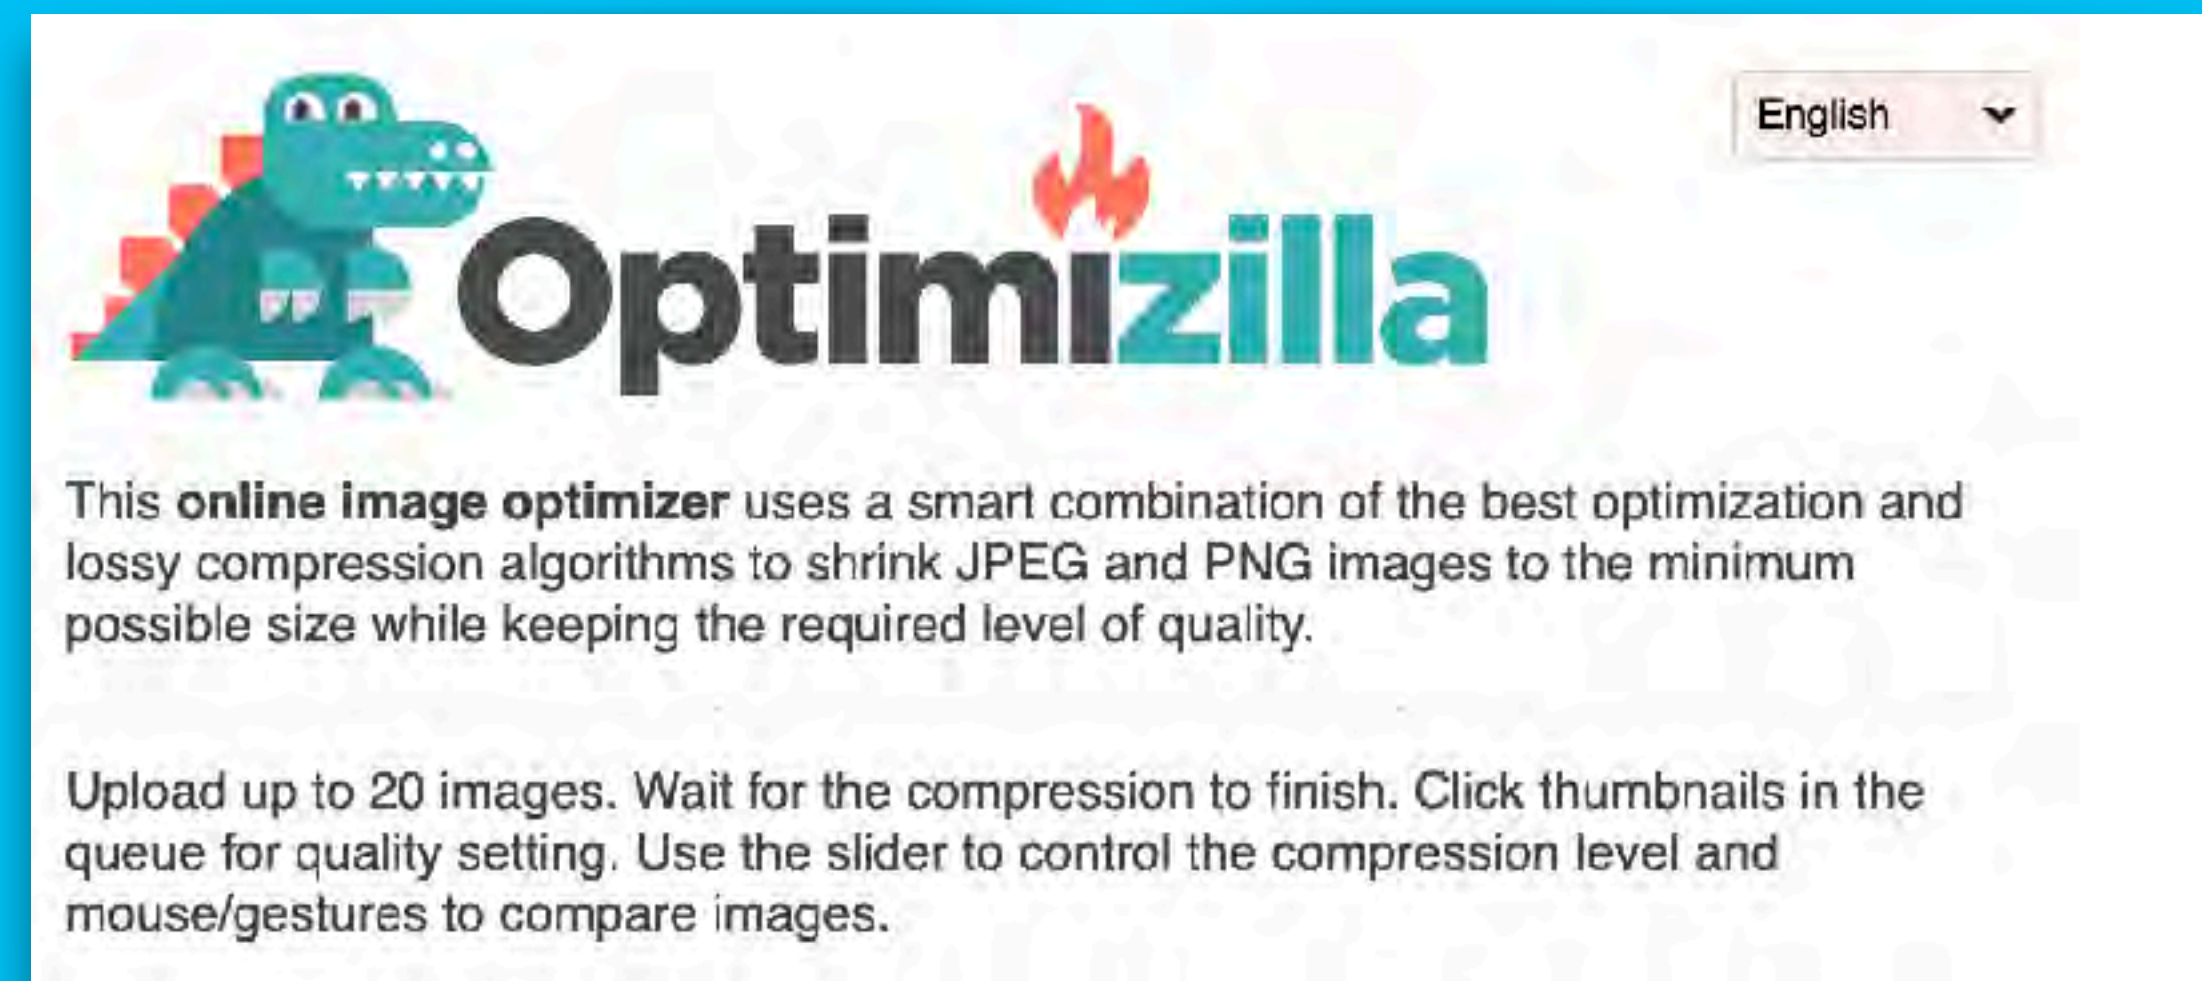 English
Optimizilla
This online image optimizer uses a smart combination of the best optimization and
lossy compression algorithms to shrink JPEG and PNG images to the minimum
possible size while keeping the required level of quality.
Upload up to 20 images. Wait for the compression to finish. Click thumbnails in the
queue for quality setting. Use the slider to control the compression level and
mouse/gestures to compare images.